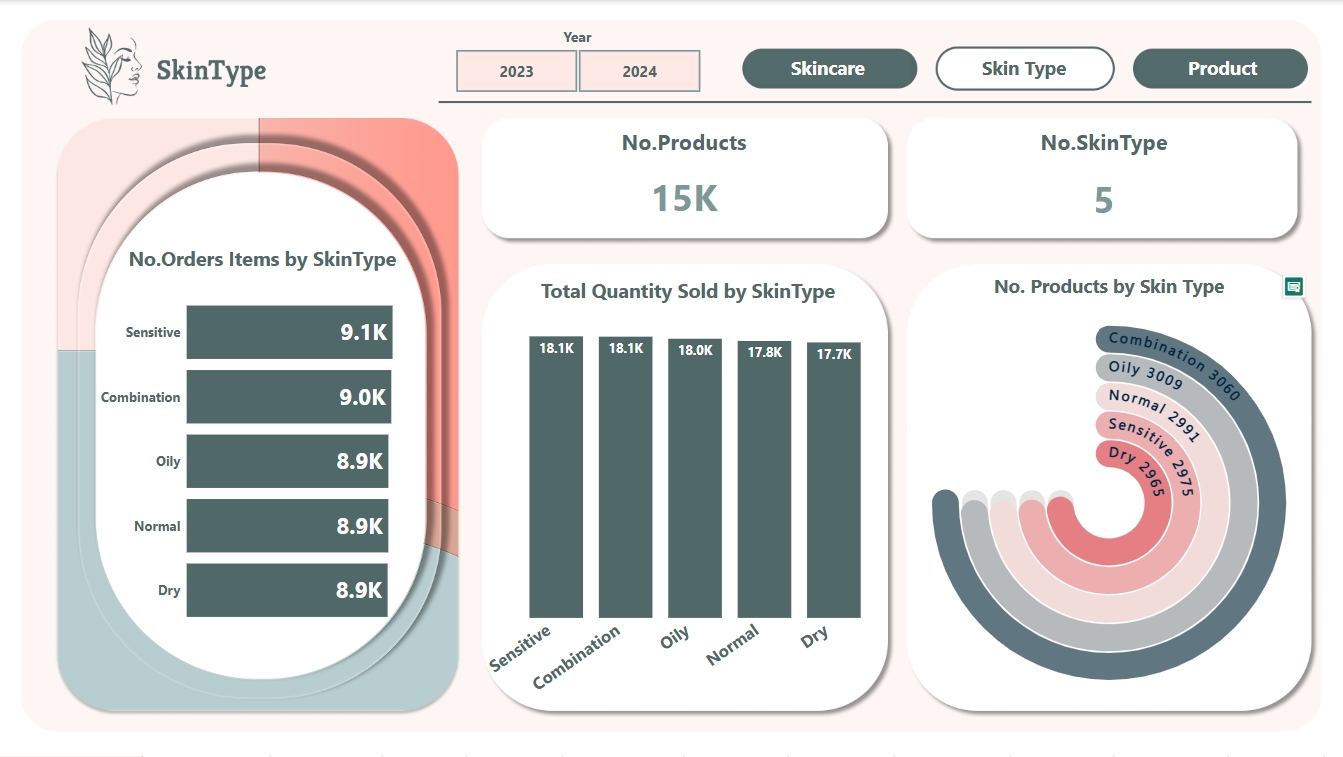 SkinType
Year
2023
2024
Skincare
Skin Type
Product
No.Products
15K
No.SkinType
5
No.Orders Items by SkinType
Sensitive 9.1K
Combination 9.0K
Oily 8.9K
Normal 8.9K
Dry 8.9K
Total Quantity Sold by SkinType
18.1K 18.1K 18.0K 17.8K 17.7K
Sensitive Combination Oily Normal Dry
No. Products by Skin Type
Combination 3060
Oily 3009
Normal 2991
Sensitive 2975
Dry 2965